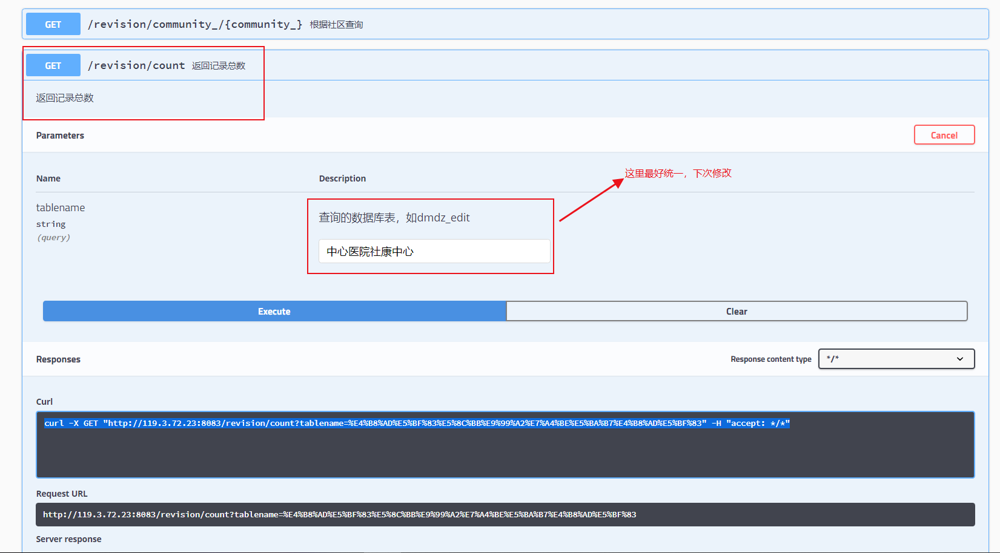 GET /revision/community_/{community_} 根据社区查询
GET /revision/count 返回记录总数
返回记录总数
Parameters
Cancel
Name
Description
这里最好统一，下次修改
tablename
string
(query)
查询的数据库表，如dmdz_edit
中心医院社康中心
Execute
Clear
Responses
Response content type
*/*
Curl
curl -X GET "http://119.3.72.23:8083/revision/count?tablename=%E4%B8%AD%E5%BF%83%E5%8C%BB%E9%99%A2%E7%A4%BE%E5%BA%B7%E4%B8%AD%E5%BF%83" -H "accept: */*"
Request URL
http://119.3.72.23:8083/revision/count?tablename=%E4%B8%AD%E5%BF%83%E5%8C%BB%E9%99%A2%E7%A4%BE%E5%BA%B7%E4%B8%AD%E5%BF%83
Server response